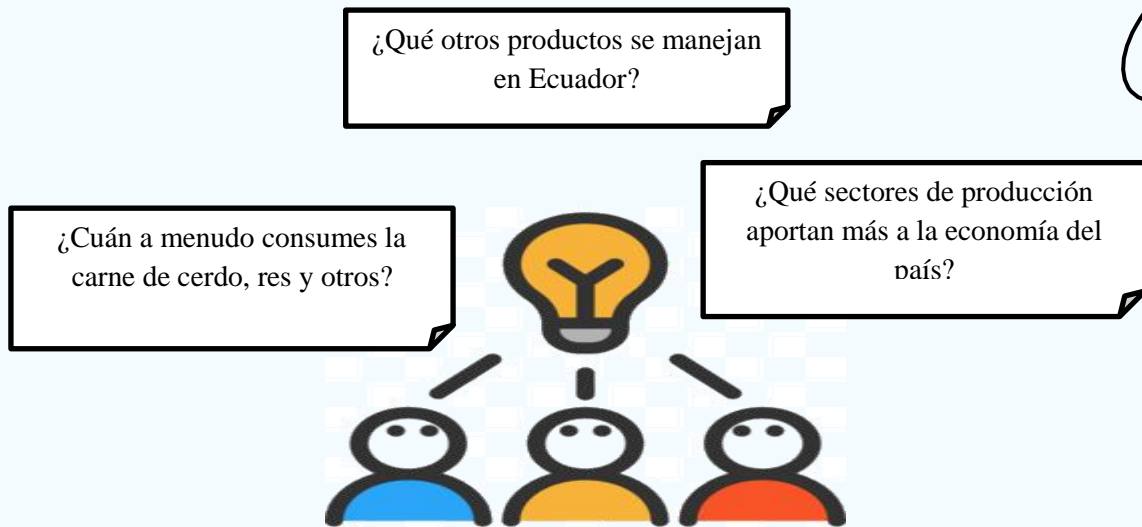 ¿Qué otros productos se manejan
en Ecuador?
¿Qué sectores de producción
aportan más a la economía del
país?
¿Cuán a menudo consumes la
carne de cerdo, res y otros?